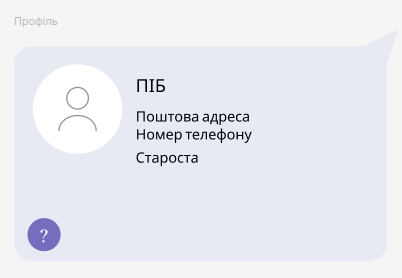 Профіль
ПІБ
Поштова адреса
Номер телефону
Староста
?